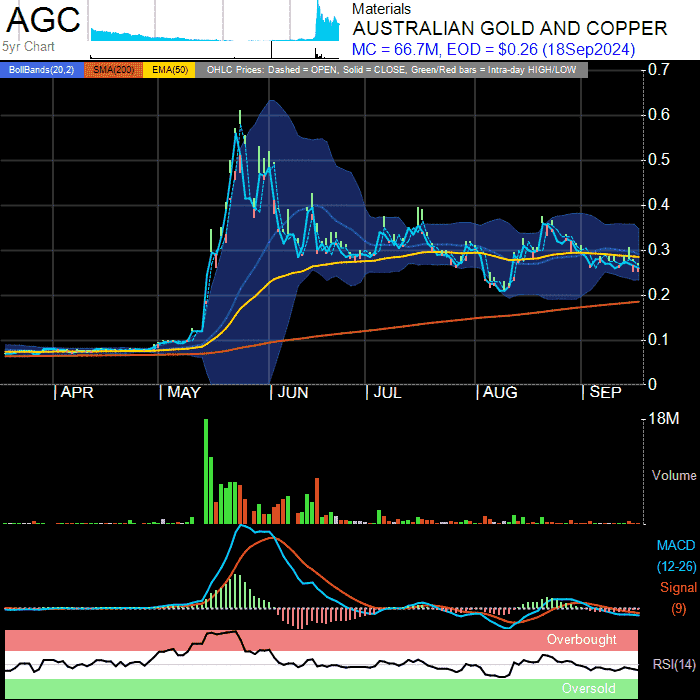 AGC
5yr Chart
Materials
AUSTRALIAN GOLD AND COPPER
MC = 66.7M, EOD = $0.26 (18Sep2024)
BollBands(20,2) SMA(200) EMA(50) OHLC Prices: Dashed = OPEN, Solid = CLOSE, Green/Red bars = Intra-day HIGH/LOW
0.7
0.6
0.5
0.4
0.3
0.2
0.1
0
APR MAY JUN JUL AUG SEP
18M
Volume
MACD
(12-26)
Signal
(9)
Overbought
RSI(14)
Oversold